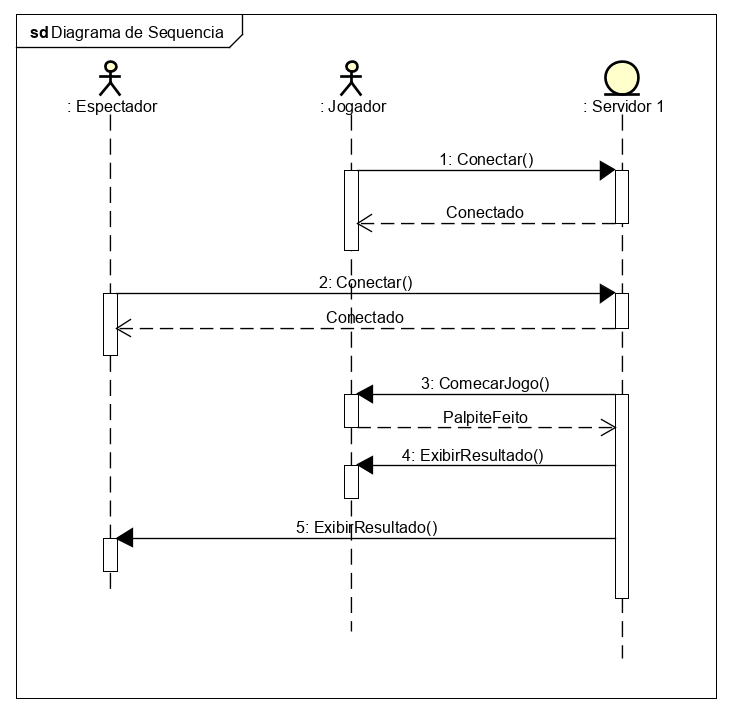 sd Diagrama de Sequencia
: Espectador
: Jogador
: Servidor 1
1: Conectar()
Conectado
2: Conectar()
Conectado
3: ComecarJogo()
PalpiteFeito
4: ExibirResultado()
5: ExibirResultado()